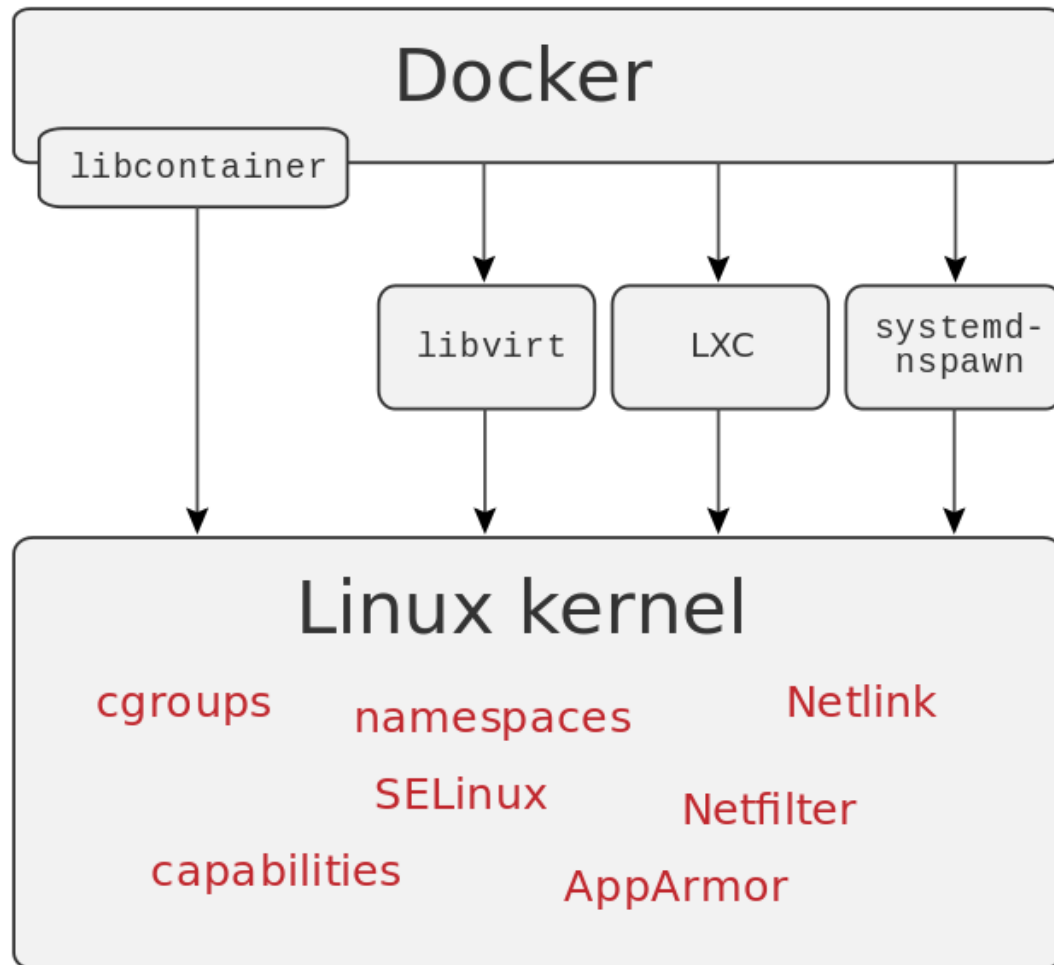 Docker
libcontainer
libvirt
LXC
systemd-
nspawn
Linux kernel
cgroups
namespaces
Netlink
SELinux
Netfilter
capabilities
AppArmor